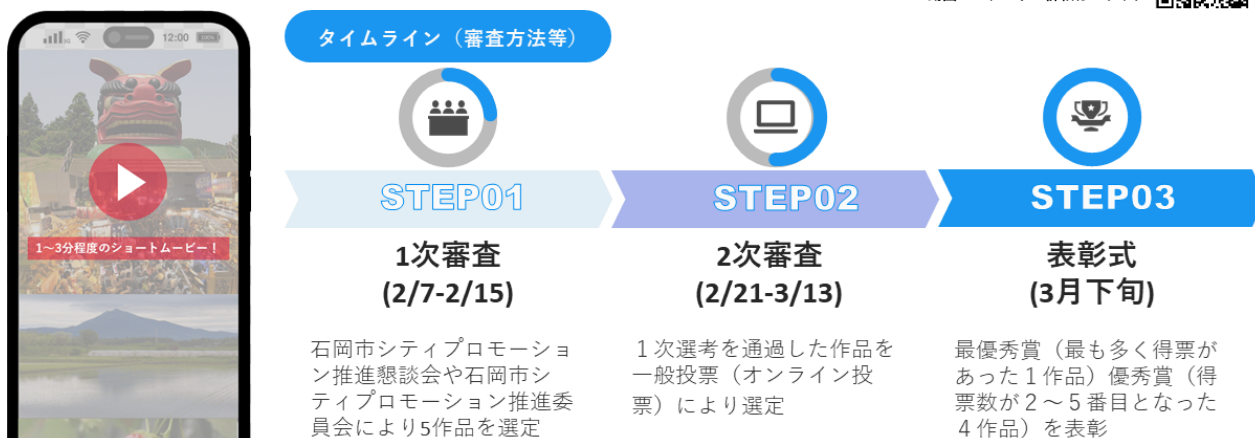 12:00
タイムライン（審査方法等）
1～3分程度のショートムービー！
STEP01
1次審査
(2/7-2/15)
石岡市シティプロモーショ
ン推進懇談会や石岡市シ
ティプロモーション推進委
員会により5作品を選定
STEP02
2次審査
(2/21-3/13)
１次選考を通過した作品を
一般投票（オンライン投
票）により選定
STEP03
表彰式
(3月下旬)
最優秀賞（最も多く得票が
あった１作品）優秀賞（得
票数が２～５番目となった
４作品）を表彰